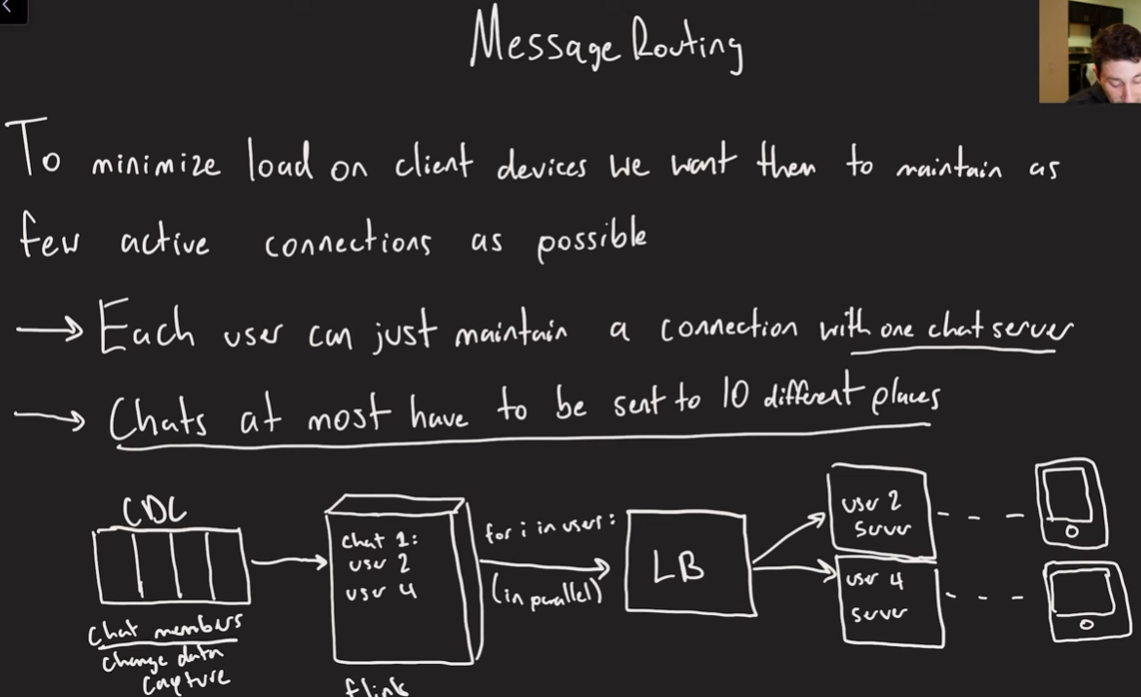 Message Routing
To minimize load on client devices we want them to maintain as
few active connections as possible
→ Each user can just maintain a connection with one chat server
→ Chats at most have to be sent to 10 different places
CDC
chat members
change data
capture
chat 1:
user 2
user 4
flink
for i in user:
(in parallel)
LB
user 2
server
user 4
server